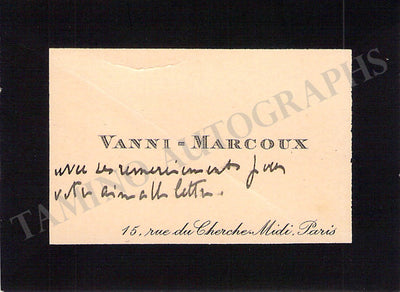 VANNI - MARCOUX
avec ses remerciements pour
votre aimable lettre.
15, rue du Cherche-Midi, Paris
TAMINO AUTOGRAPHS